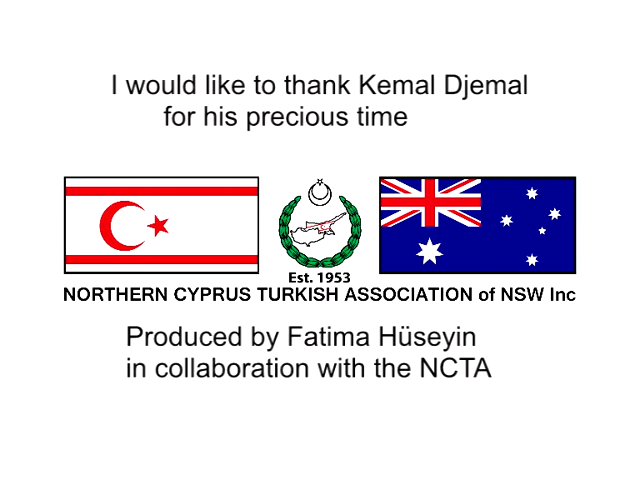 I would like to thank Kemal Djemal
for his precious time
Est. 1953
NORTHERN CYPRUS TURKISH ASSOCIATION of NSW Inc
Produced by Fatima Hüseyin
in collaboration with the NCTA